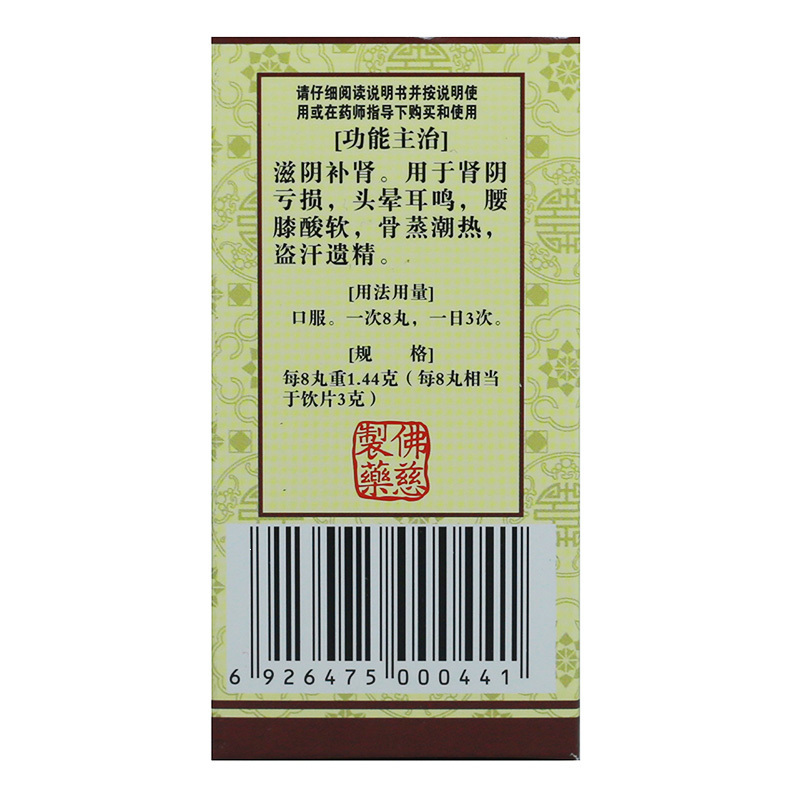 请仔细阅读说明书并按说明使
用或在药师指导下购买和使用
[功能主治]
滋阴补肾。用于肾阴
亏损，头晕耳鸣，腰
膝酸软，骨蒸潮热，
盗汗遗精。
[用法用量]
口服。一次8丸，一日3次。
[规 格]
每8丸重1.44克（每8丸相当
于饮片3克）
佛慈
製藥
6 926475 000441